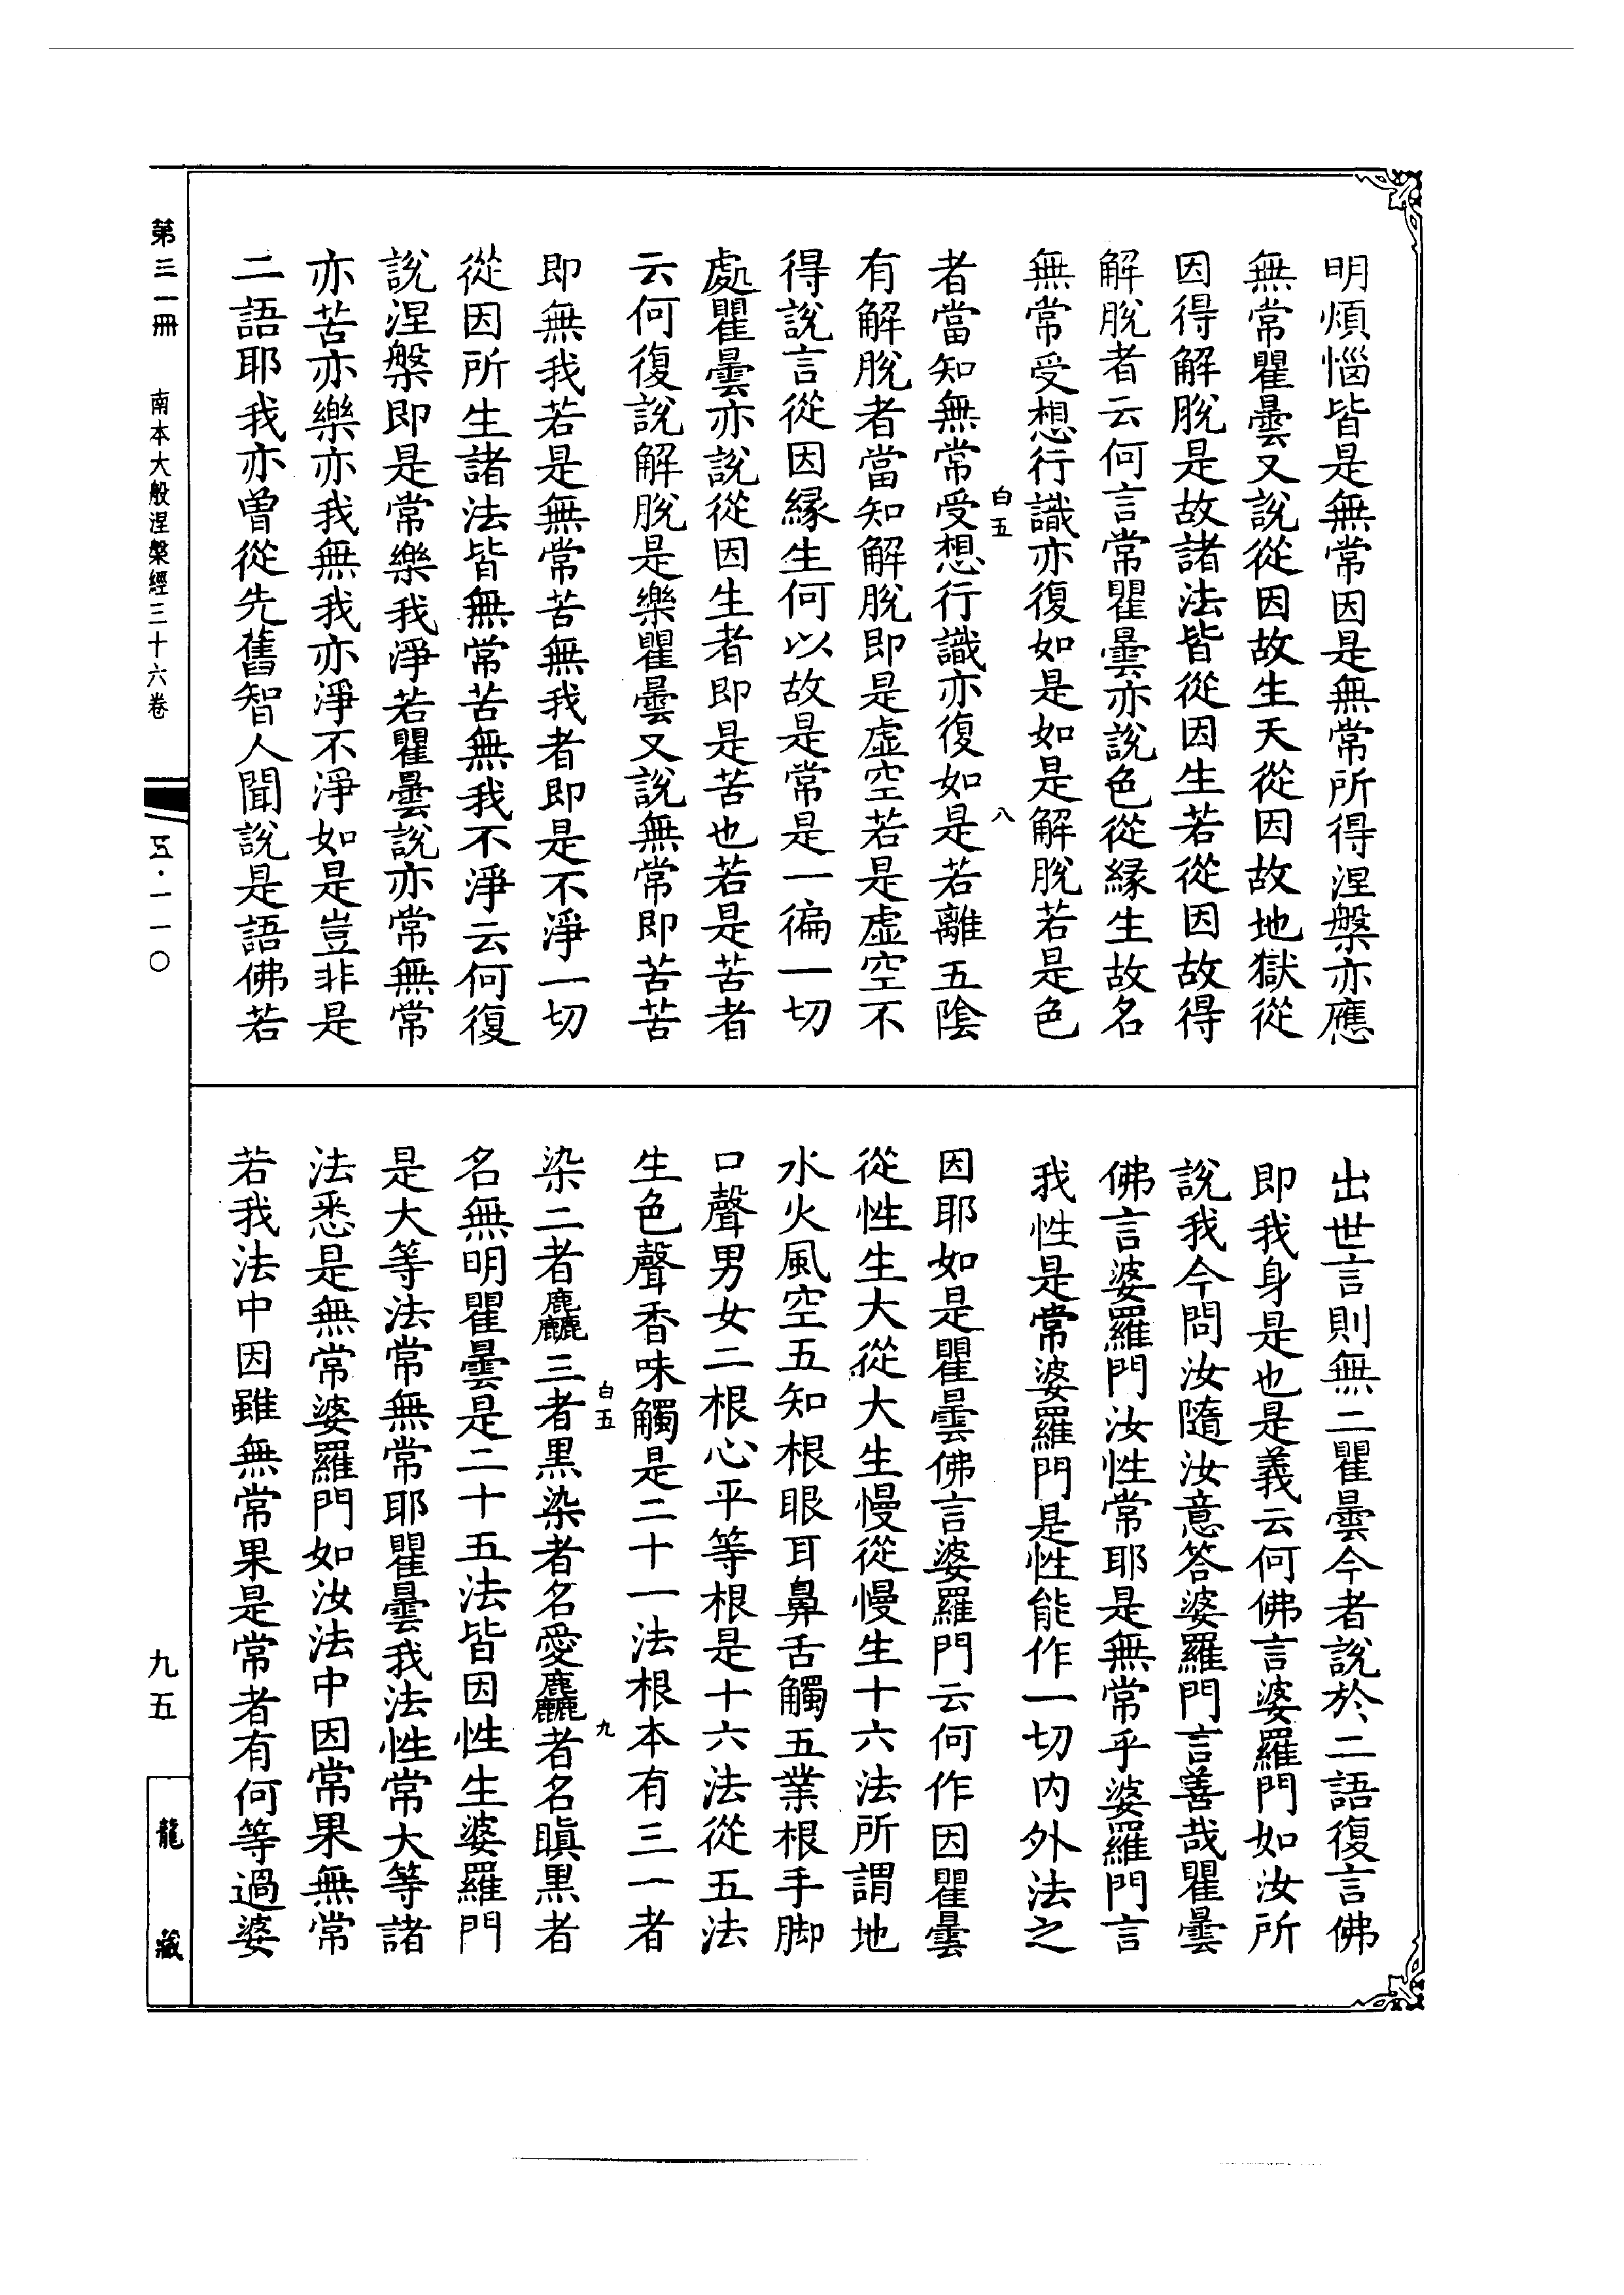 明煩惱皆是無常因是無常所得涅槃亦應
無常瞿曇又說從因故生天從因故地獄從
因得解脫是故諸法皆從因生若從因故得
解脫者云何言常瞿曇亦說色從緣生故名
無常受想行識亦復如是如是解脫若是色
白五
八
者當知無常受想行識亦復如是若離五陰
有解脫者當知解脫即是虛空若是虛空不
得說言從因緣生何以故是常是一徧一切
處瞿曇亦說從因生者即是苦也若是苦者
云何復說解脫是樂瞿曇又說無常即苦苦
即無我若是無常苦無我者即是不淨一切
從因所生諸法皆無常苦無我不淨云何復
說涅槃即是常樂我淨若瞿曇說亦常無常
亦苦亦樂亦我無我亦淨不淨如是豈非是
二語耶我亦曾從先舊智人聞說是語佛若
出世言則無二瞿曇今者說於二語復言佛
即我身是也是義云何佛言婆羅門如汝所
說我今問汝隨汝意答婆羅門言善哉瞿曇
佛言婆羅門汝性常耶是無常乎婆羅門言
我性是常婆羅門是性能作一切內外法之
因耶如是瞿曇佛言婆羅門云何作因瞿曇
從性生大從大生慢從慢生十六法所謂地
水火風空五知根眼耳鼻舌觸五業根手腳
口聲男女二根心平等根是十六法從五法
生色聲香味觸是二十一法根本有三一者
白五
九
染二者麤三者黑染者名愛麤者名瞋黑者
名無明瞿曇是二十五法皆因性生婆羅門
是大等法常無常耶瞿曇我法性常大等諸
法悉是無常婆羅門如汝法中因常果無常
若我法中因雖無常果是常者有何等過婆
第三一冊
南本大般涅槃經三十六卷
五·一一〇
九五
龍藏